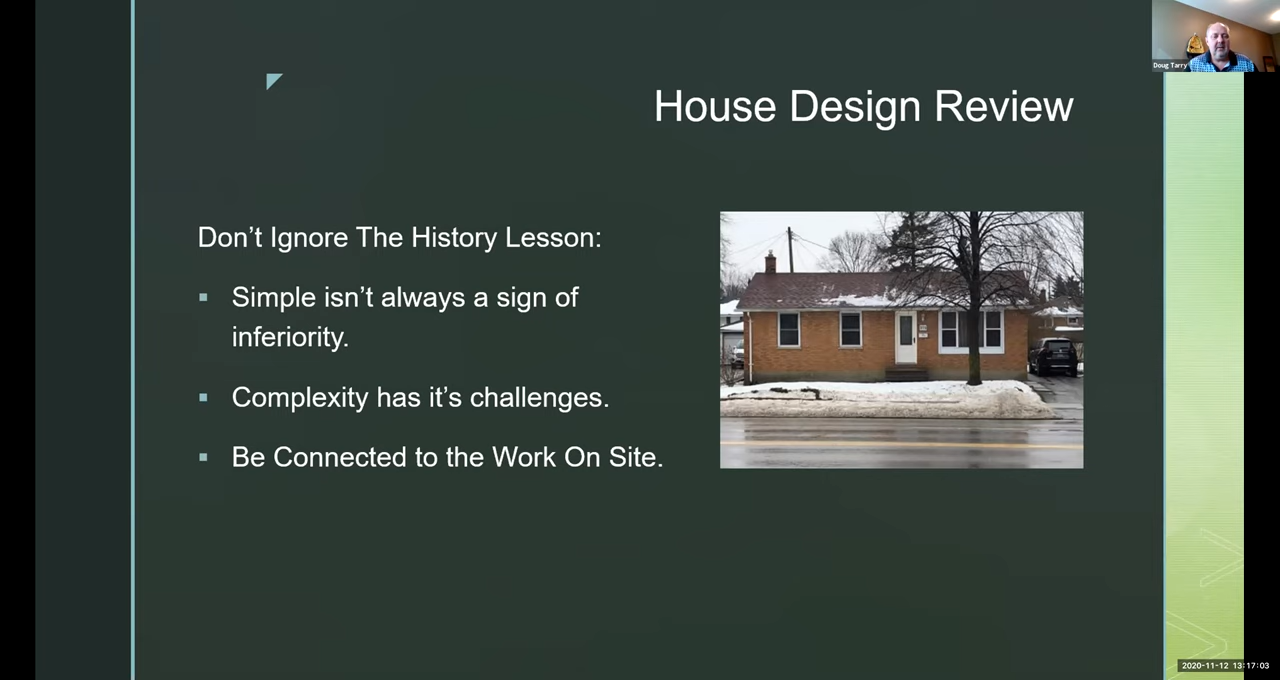 Doug Tarry
House Design Review
Don’t Ignore The History Lesson:
▪ Simple isn’t always a sign of
inferiority.
▪ Complexity has it’s challenges.
▪ Be Connected to the Work On Site.
2020-11-12 13:17:03